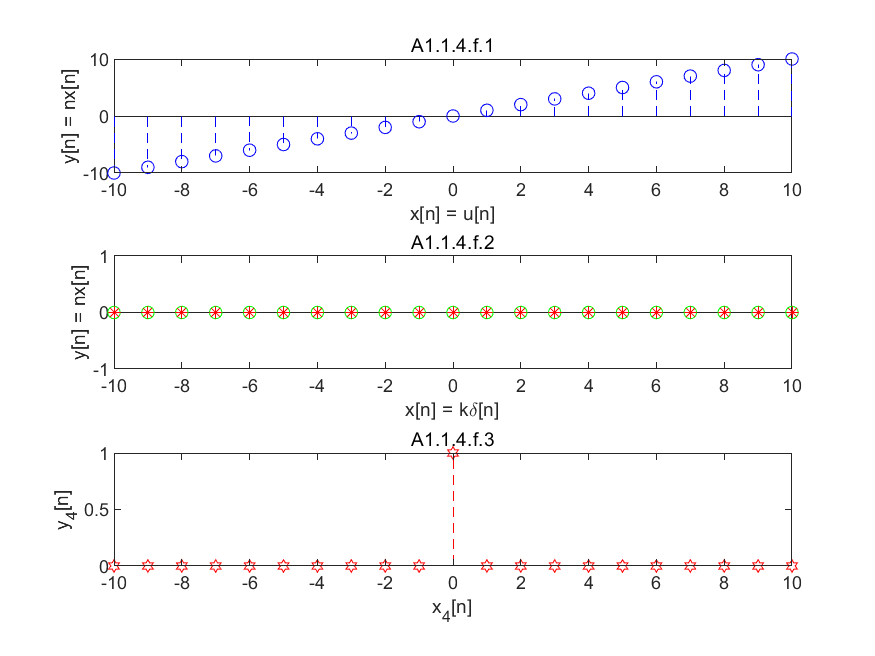 A1.1.4.f.1
10
0
-10
y[n] = nx[n]
-10 -8 -6 -4 -2 0 2 4 6 8 10
x[n] = u[n]
A1.1.4.f.2
1
0
-1
y[n] = nx[n]
-10 -8 -6 -4 -2 0 2 4 6 8 10
x[n] = kδ[n]
A1.1.4.f.3
1
0.5
0
y₄[n]
-10 -8 -6 -4 -2 0 2 4 6 8 10
x₄[n]